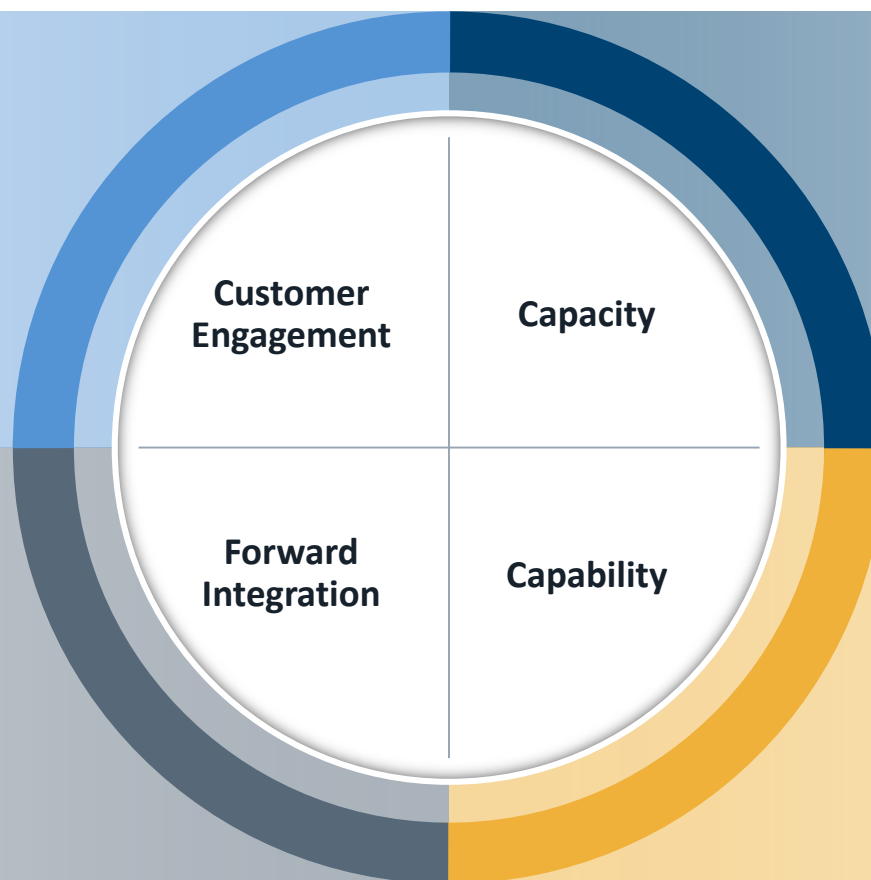 Customer
Engagement
Capacity
Forward
Integration
Capability